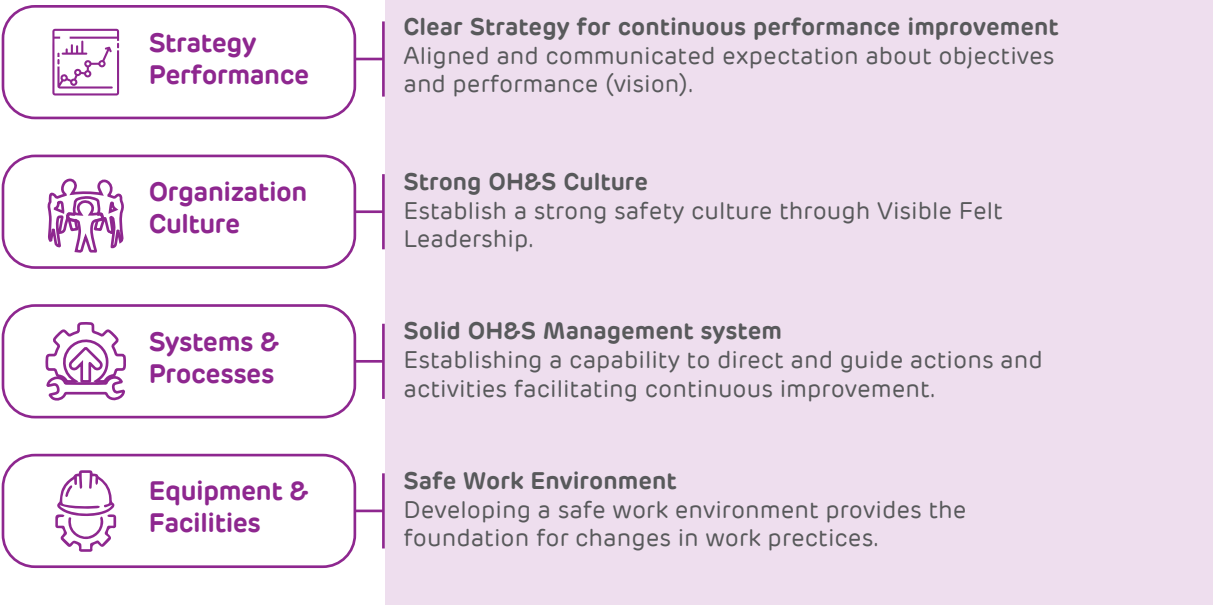 Strategy
Performance
Clear Strategy for continuous performance improvement
Aligned and communicated expectation about objectives
and performance (vision).
Organization
Culture
Strong OH&S Culture
Establish a strong safety culture through Visible Felt
Leadership.
Systems &
Processes
Solid OH&S Management system
Establishing a capability to direct and guide actions and
activities facilitating continuous improvement.
Equipment &
Facilities
Safe Work Environment
Developing a safe work environment provides the
foundation for changes in work prectices.